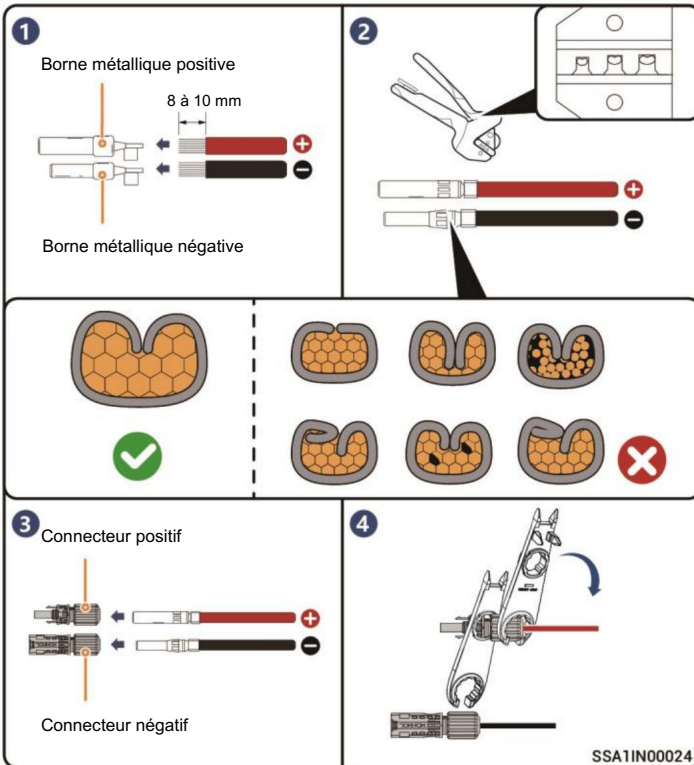 1
Borne métallique positive
8 à 10 mm
+
−
Borne métallique négative
2
+
−
3
Connecteur positif
+
−
Connecteur négatif
4
SSA1IN00024